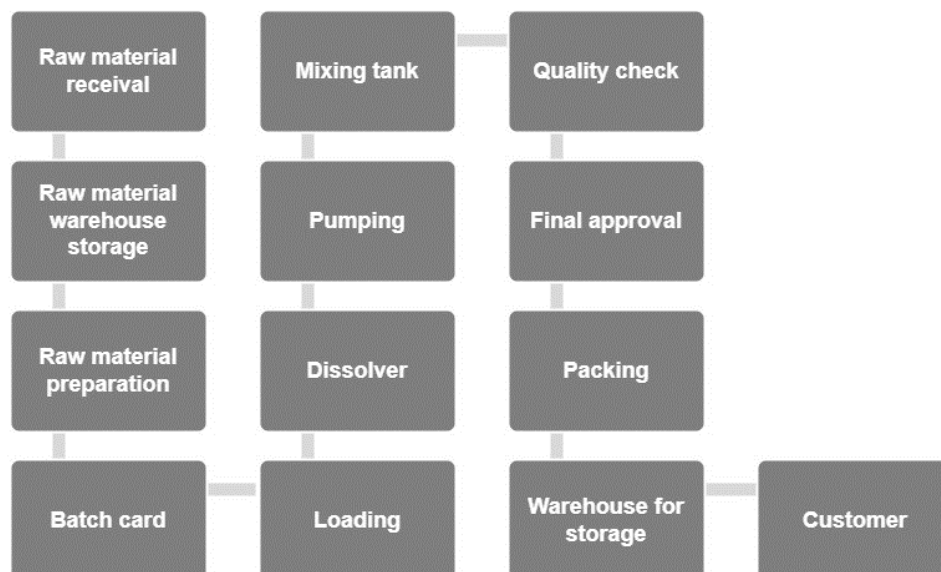 Raw material
receival
Raw material
warehouse
storage
Raw material
preparation
Batch card
Loading
Dissolver
Pumping
Mixing tank
Quality check
Final approval
Packing
Warehouse for
storage
Customer